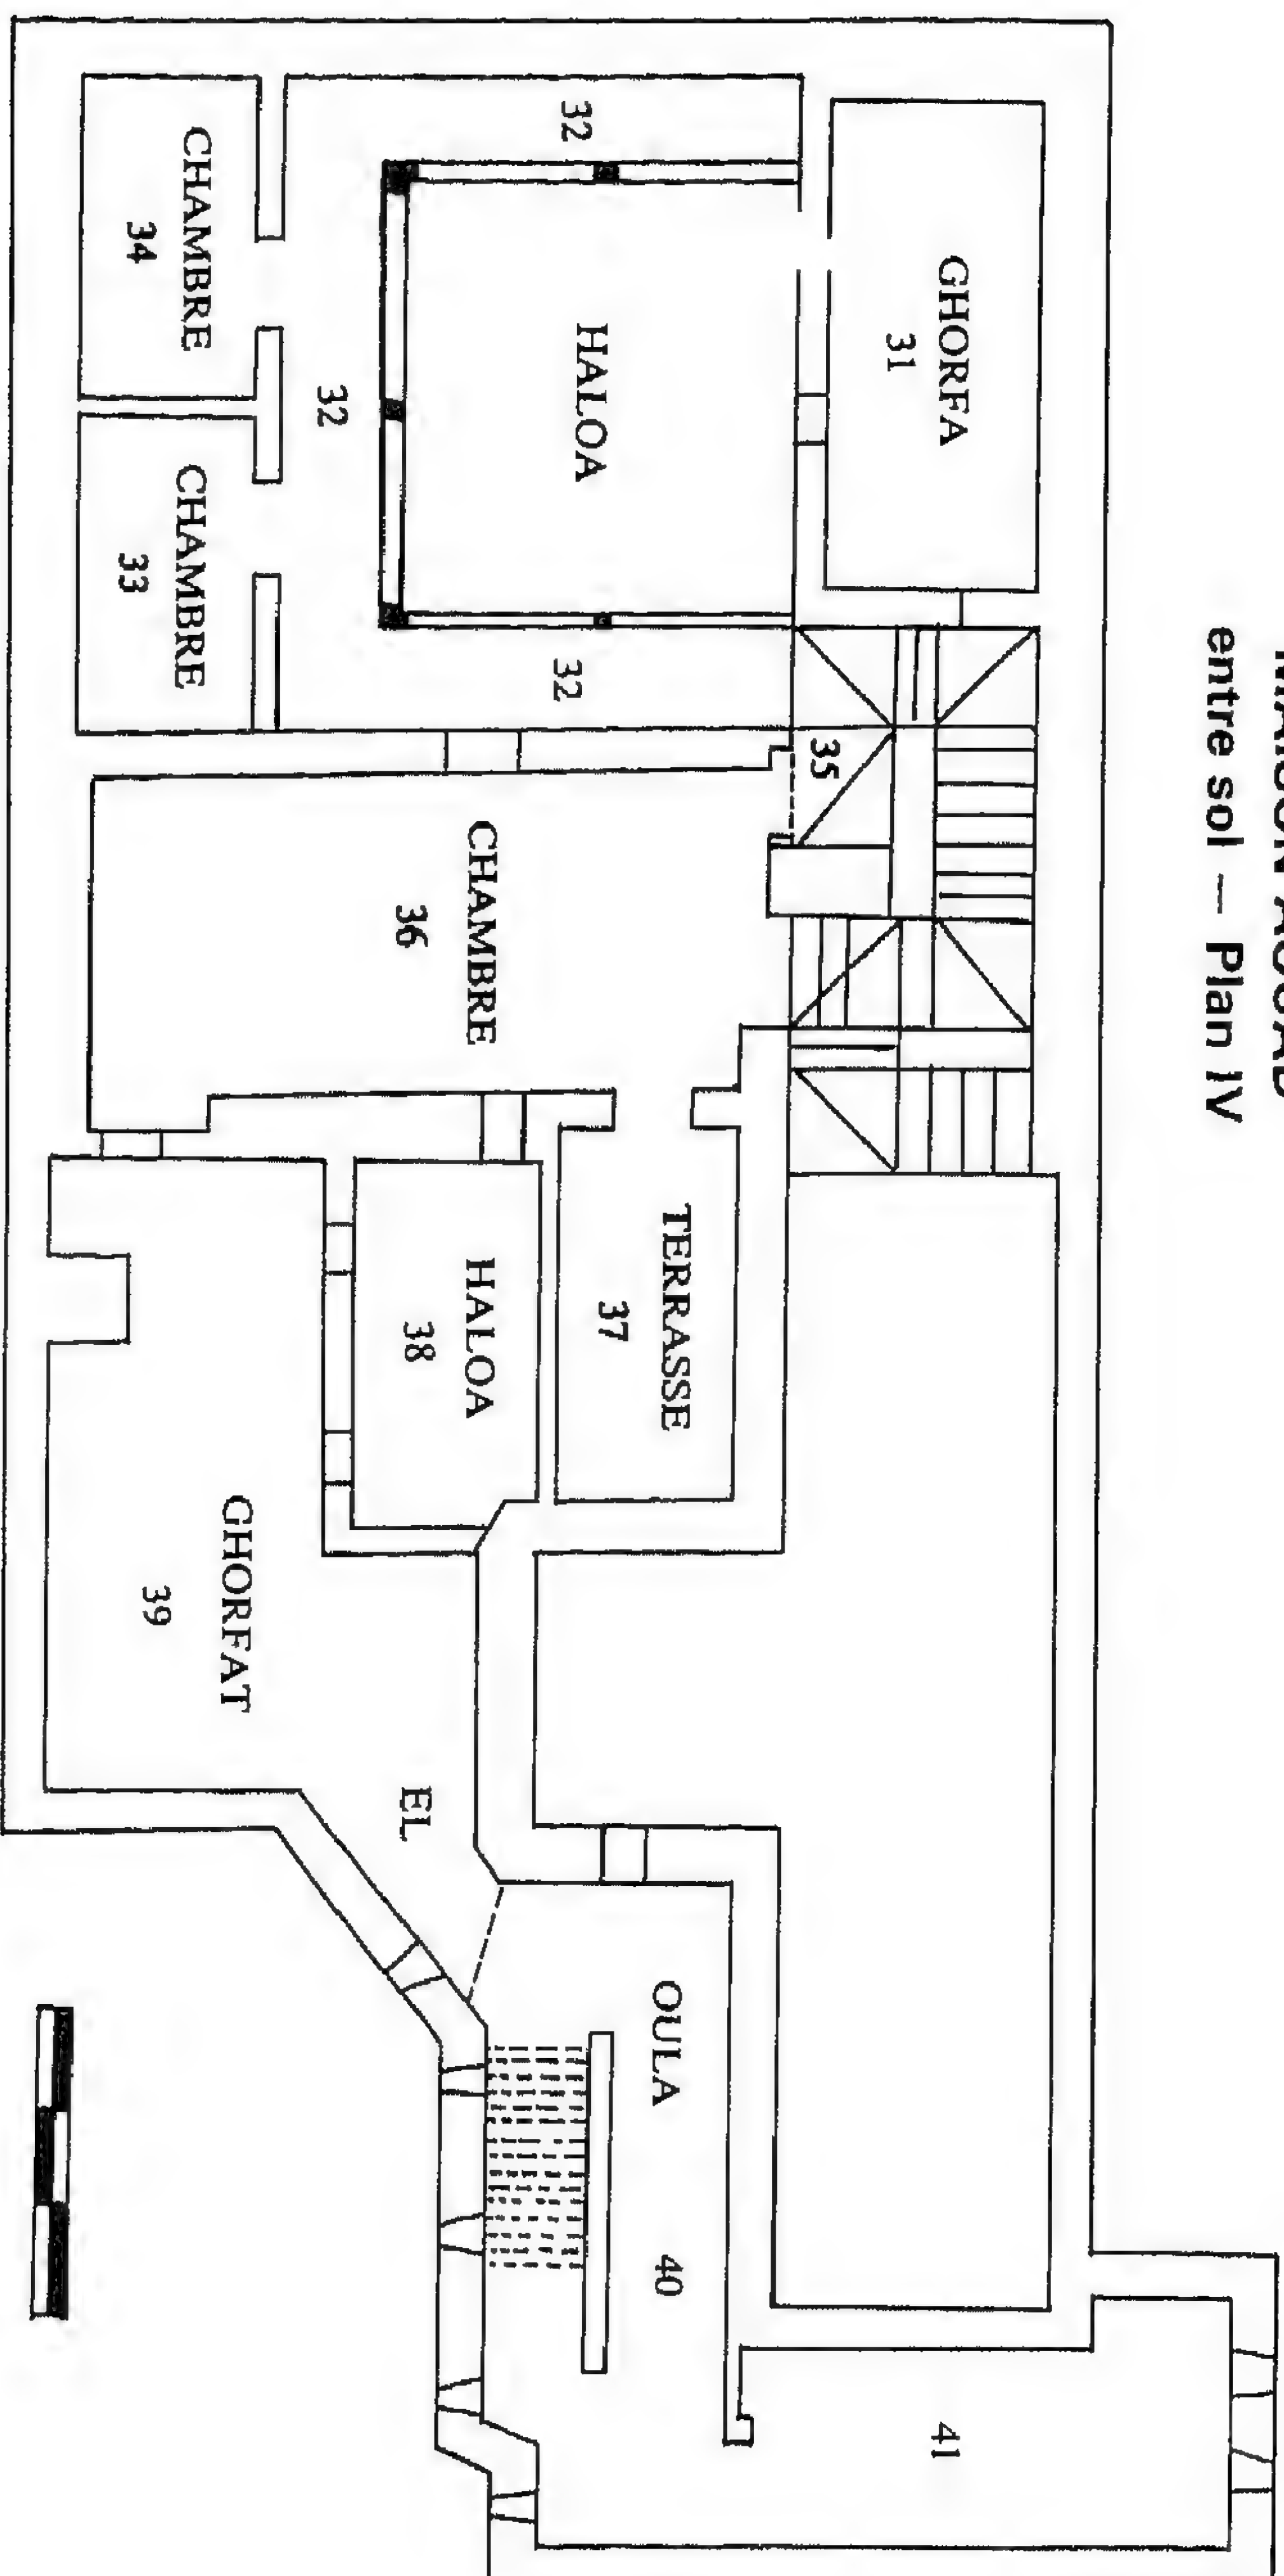 entre sol — Plan IV
GHORFA
31
32
HALOA
32
32
CHAMBRE
34
CHAMBRE
33
35
CHAMBRE
36
TERRASSE
37
HALOA
38
GHORFAT
39
EL
OULA
40
41